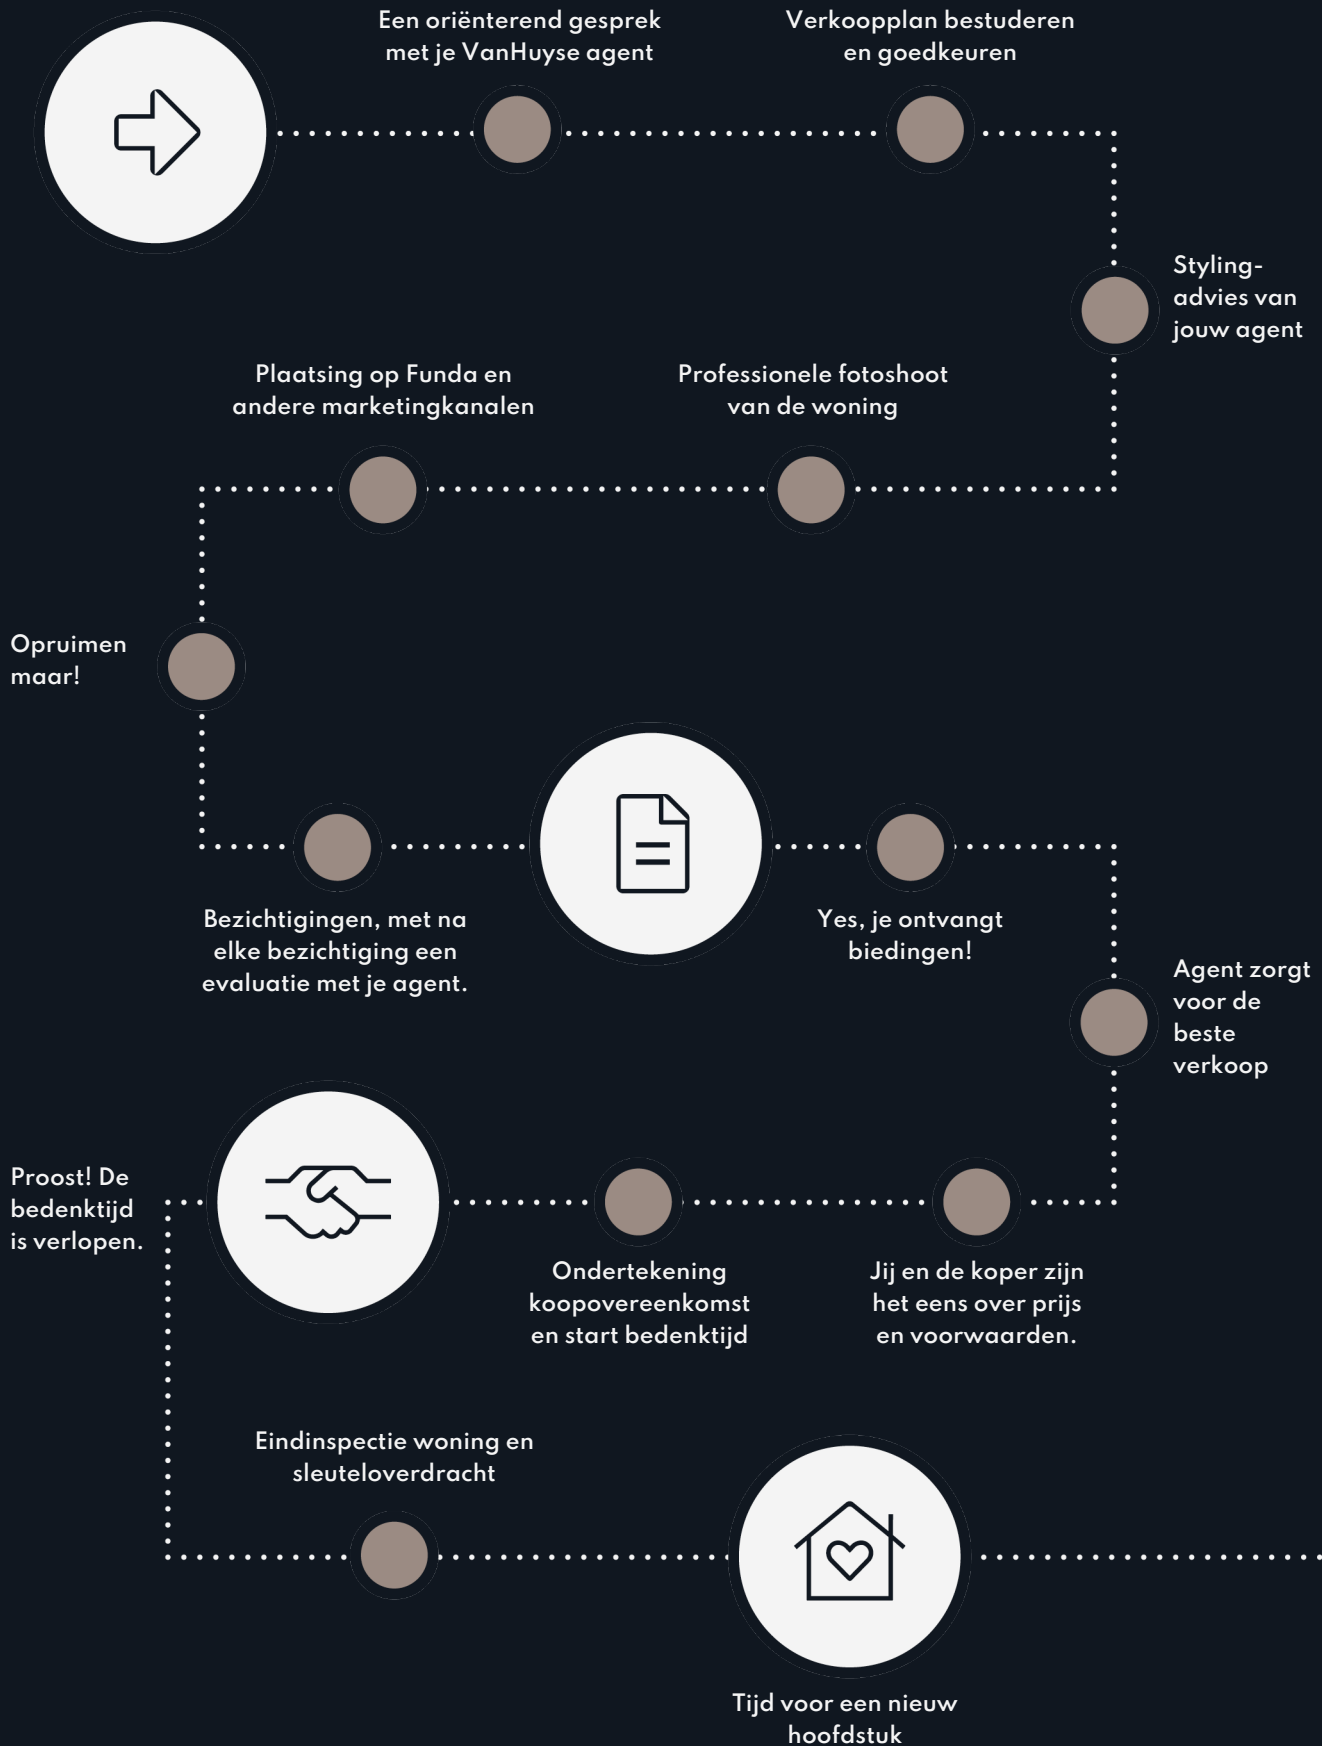 Een oriënterend gesprek
met je VanHuyse agent
Verkoopplan bestuderen
en goedkeuren
Styling-
advies van
jouw agent
Professionele fotoshoot
van de woning
Plaatsing op Funda en
andere marketingkanalen
Opruimen
maar!
Bezichtigingen, met na
elke bezichtiging een
evaluatie met je agent.
Yes, je ontvangt
biedingen!
Agent zorgt
voor de
beste
verkoop
Jij en de koper zijn
het eens over prijs
en voorwaarden.
Ondertekening
koopovereenkomst
en start bedenktijd
Proost! De
bedenktijd
is verlopen.
Eindinspectie woning en
sleuteloverdracht
Tijd voor een nieuw
hoofdstuk